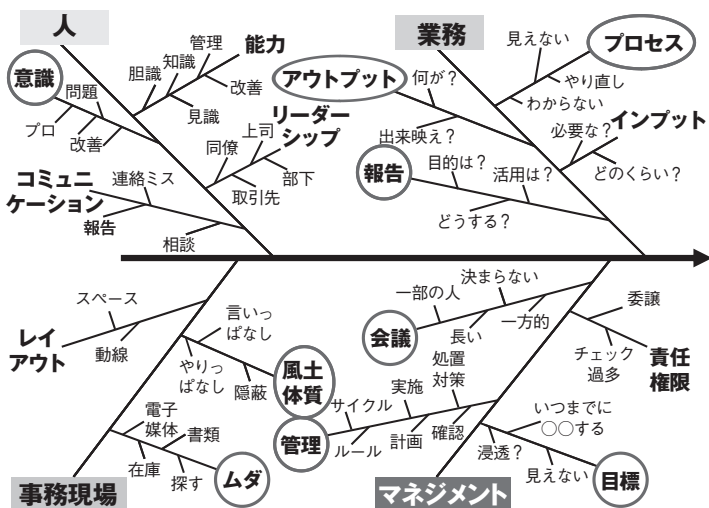 人
能力
管理
知識
胆識
改善
見識
意識
問題
プロ
改善
リーダー
シップ
上司
同僚
部下
取引先
コミュニ
ケーション
連絡ミス
報告
相談
業務
プロセス
見えない
やり直し
わからない
アウトプット
何が？
出来映え？
インプット
必要な？
どのくらい？
報告
目的は？
活用は？
どうする？
スペース
レイ
アウト
動線
言いっ
ぱなし
やりっ
ぱなし
隠蔽
風土
体質
電子
媒体
書類
在庫
探す
ムダ
事務現場
決まらない
一部の人
会議
長い
一方的
委譲
チェック
過多
責任
権限
処置
対策
実施
サイクル
管理
ルール
計画
確認
いつまでに
○○する
浸透？
見えない
目標
マネジメント